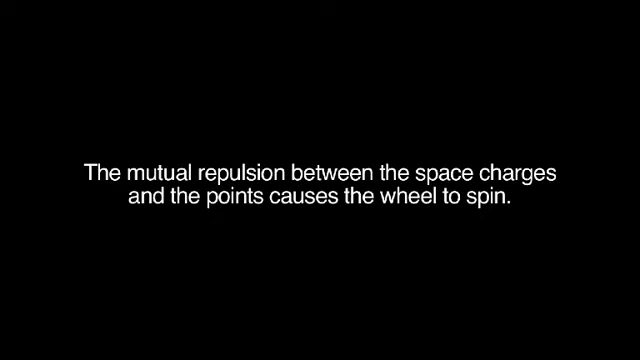 The mutual repulsion between the space charges
and the points causes the wheel to spin.